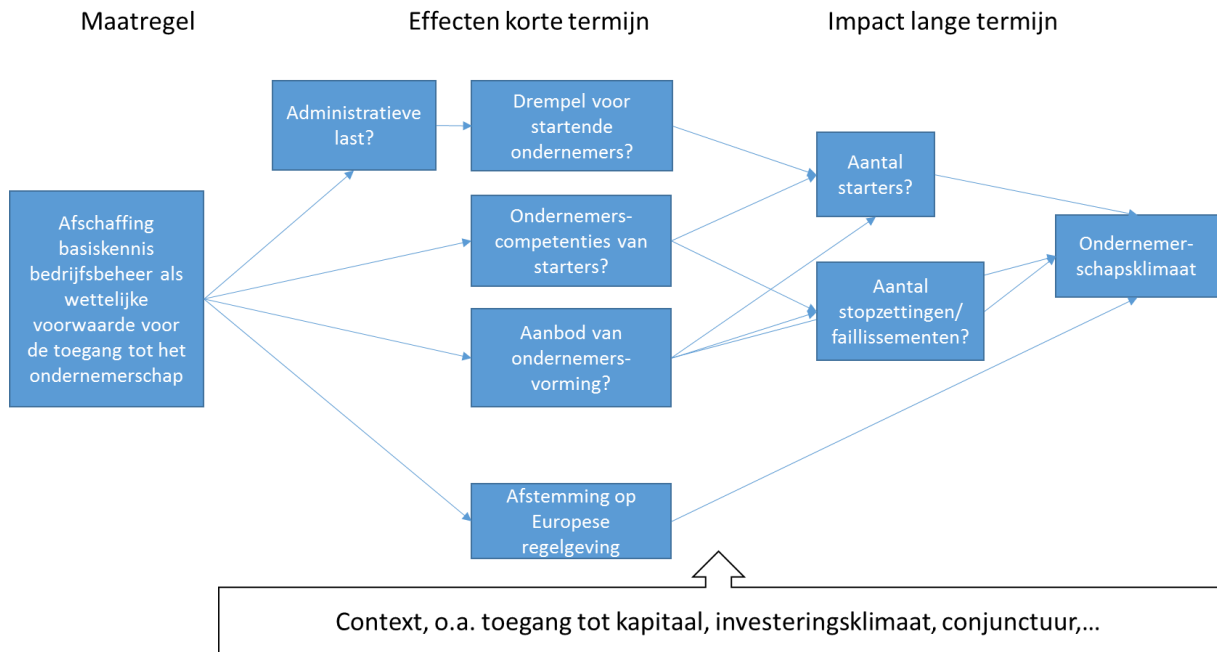 Maatregel
Effecten korte termijn
Impact lange termijn
Administratieve
last?
Drempel voor
startende
ondernemers?
Aantal
starters?
Afschaffing
basiskennis
bedrijfsbeheer als
wettelijke
voorwaarde voor
de toegang tot het
ondernemerschap
Ondernemers-
competenties van
starters?
Ondernemer-
schapsklimaat
Aantal
stopzettingen/
faillissementen?
Aanbod van
ondernemers-
vorming?
Afstemming op
Europese
regelgeving
Context, o.a. toegang tot kapitaal, investeringsklimaat, conjunctuur,...